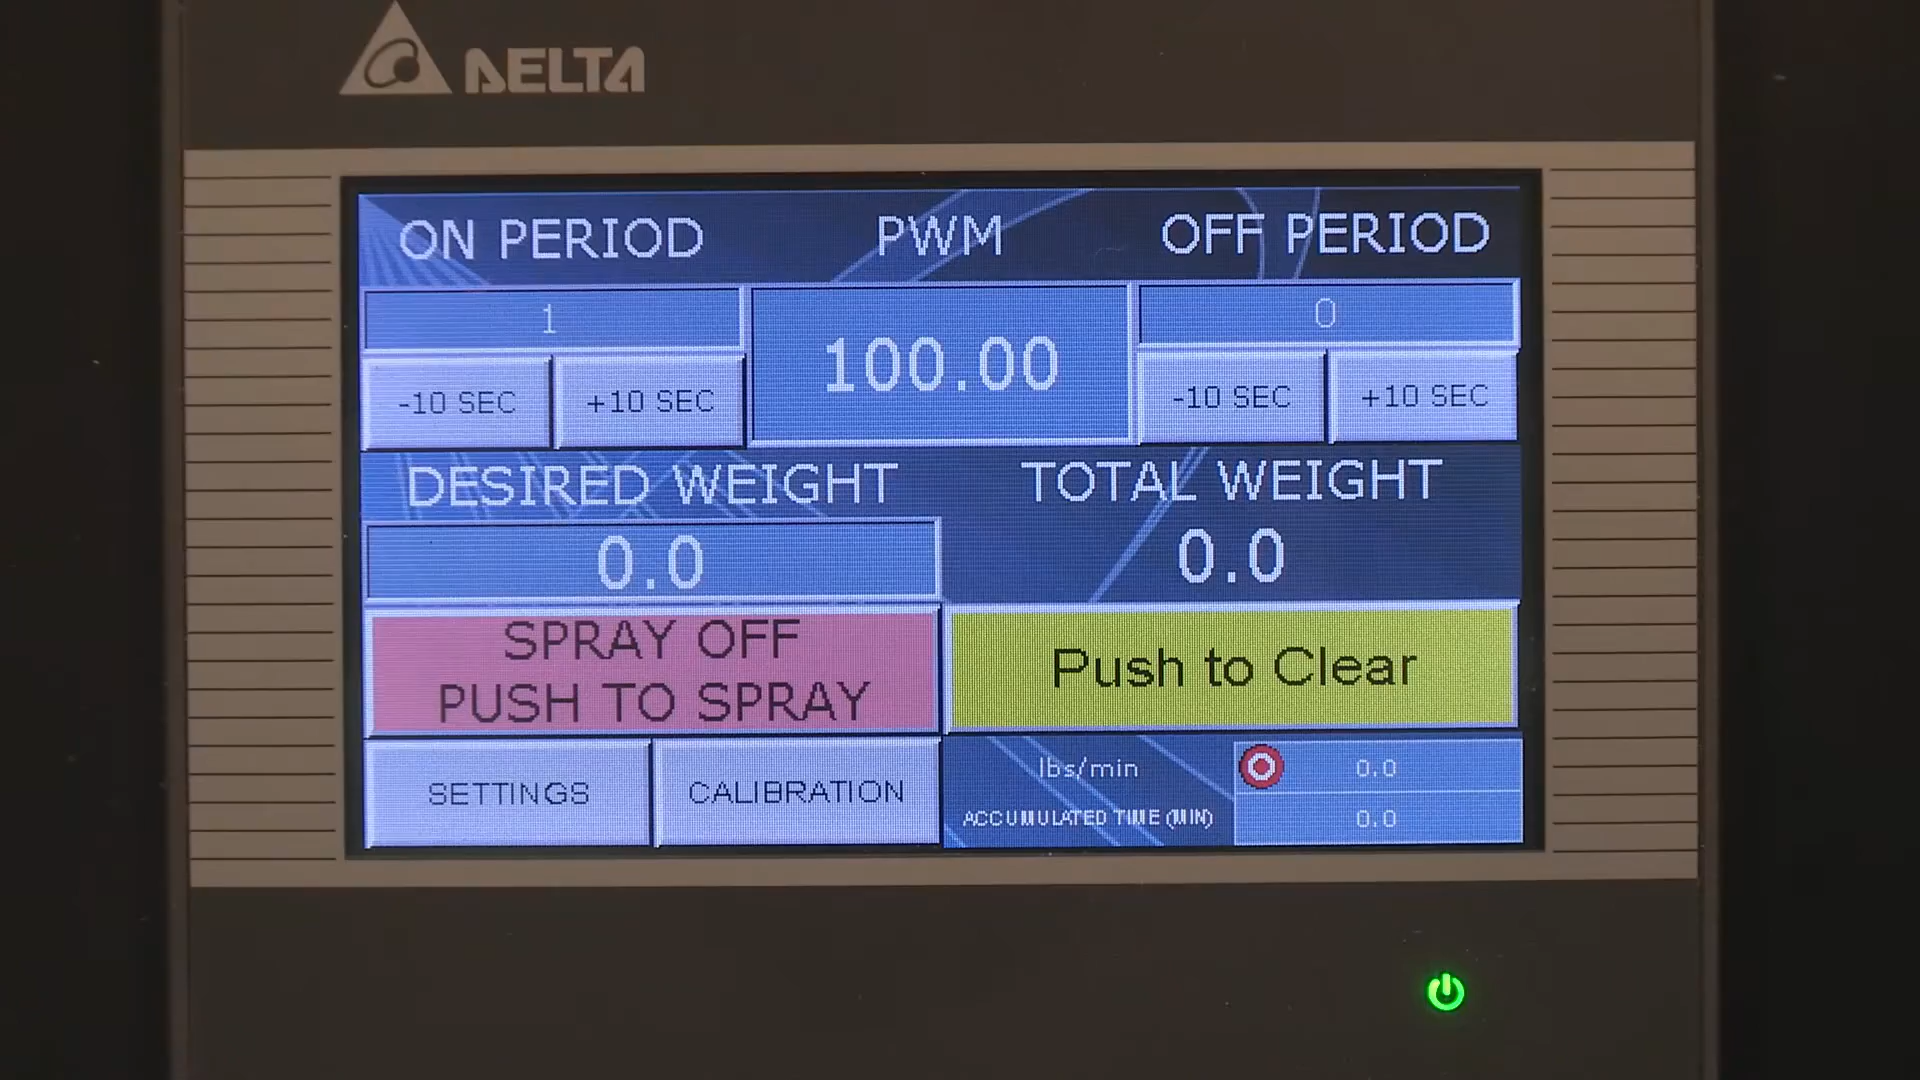 DELTA
ON PERIOD PWM OFF PERIOD
1 100.00 0
-10 SEC +10 SEC -10 SEC +10 SEC
DESIRED WEIGHT TOTAL WEIGHT
0.0 0.0
SPRAY OFF
PUSH TO SPRAY
Push to Clear
SETTINGS CALIBRATION
lbs/min 0.0
ACCUMULATED TIME (MIN) 0.0